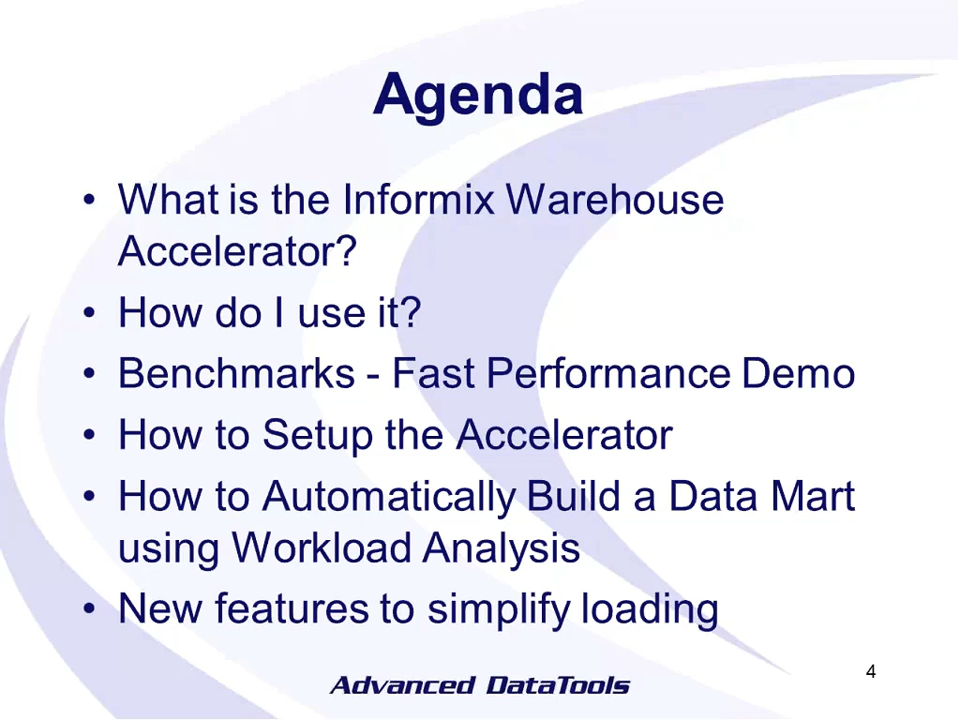 Agenda
• What is the Informix Warehouse
Accelerator?
• How do I use it?
• Benchmarks - Fast Performance Demo
• How to Setup the Accelerator
• How to Automatically Build a Data Mart
using Workload Analysis
• New features to simplify loading
Advanced DataTools
4